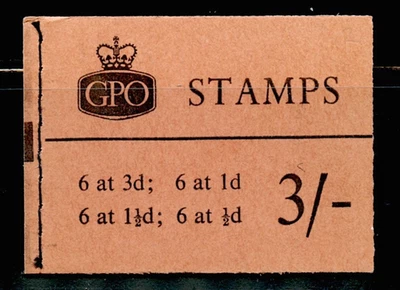 GPO STAMPS
6 at 3d; 6 at 1d
6 at 1½d; 6 at ½d
3/-